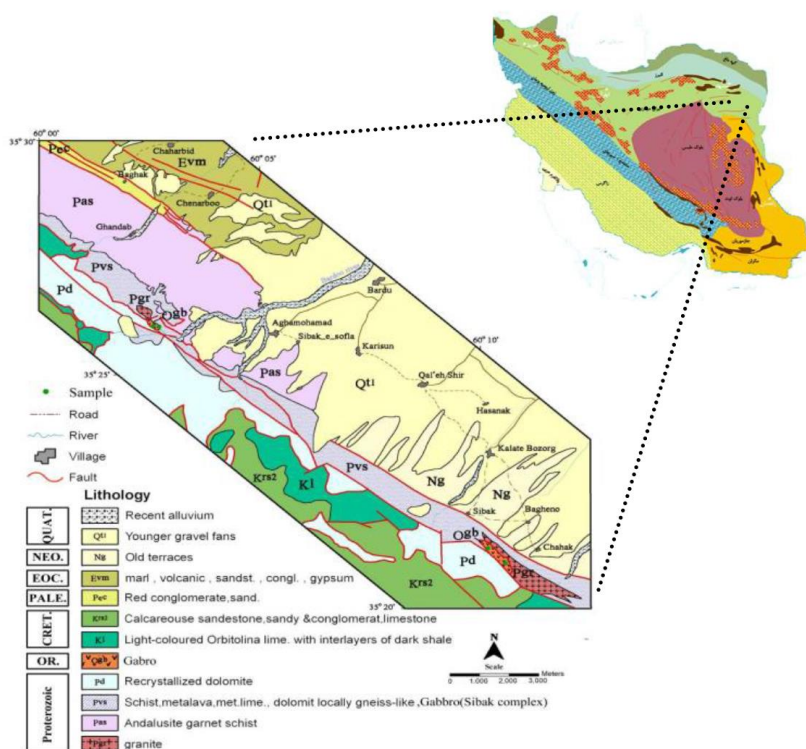 60° 00'
35° 30'
Pec
Chaharbid
60° 05'
Evm
Baghak
Chenarboo
Qt1
Pas
Ghandab
Pvs
Bardu
Pd
Pgr
Ogb
60° 10'
Aghamohamad
Sibak_e_sofla
Karisun
35° 25'
Pas
Qt1
Qal'eh Shir
Hasanak
Sample
Road
River
Village
Fault
Kalate Bozorg
Krs2
Kl
Pvs
Ng
Ng
Sibak
Bagheno
Ogb
Chahak
Pd
Pgr
Krs2
35° 20'
Lithology
QUAT.
Recent alluvium
Qt1 Younger gravel fans
NEO. Ng Old terraces
EOC. Evm marl , volcanic , sandst. , congl. , gypsum
PALE. Pec Red conglomerate,sand.
CRET. Krs2 Calcareouse sandestone,sandy &conglomerat,limestone
Kl Light-coloured Orbitolina lime. with interlayers of dark shale
OR. Ogb Gabro
Proterozoic Pd Recrystallized dolomite
Pvs Schist,metalava,met.lime., dolomit locally gneiss-like ,Gabbro(Sibak complex)
Pas Andalusite garnet schist
Pgr granite
N
Scale
0 1.000 2.000 3.000 Meters